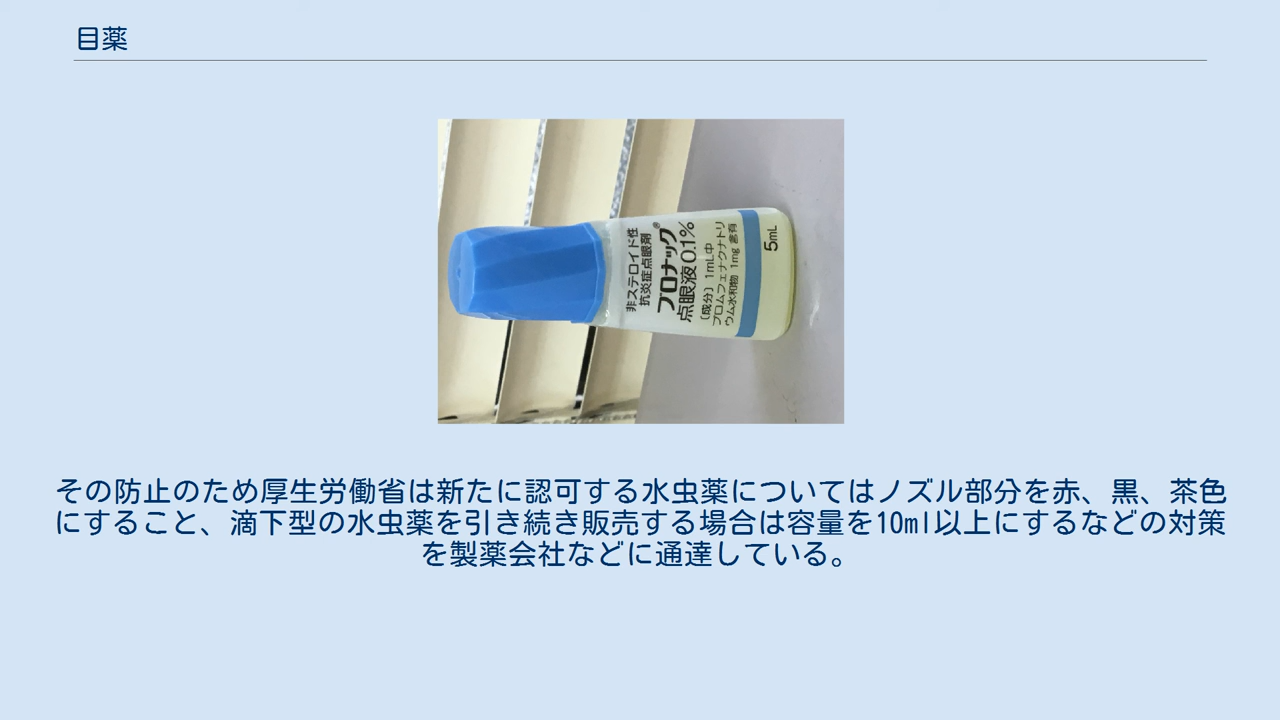 目薬
非ステロイド性
抗炎症点眼剤
ブロナック®
点眼液0.1%
〔成分〕1mL中
ブロムフェナクナトリ
ウム水和物 1mg 含有
5mL
その防止のため厚生労働省は新たに認可する水虫薬についてはノズル部分を赤、黒、茶色
にすること、滴下型の水虫薬を引き続き販売する場合は容量を10ml以上にするなどの対策
を製薬会社などに通達している。